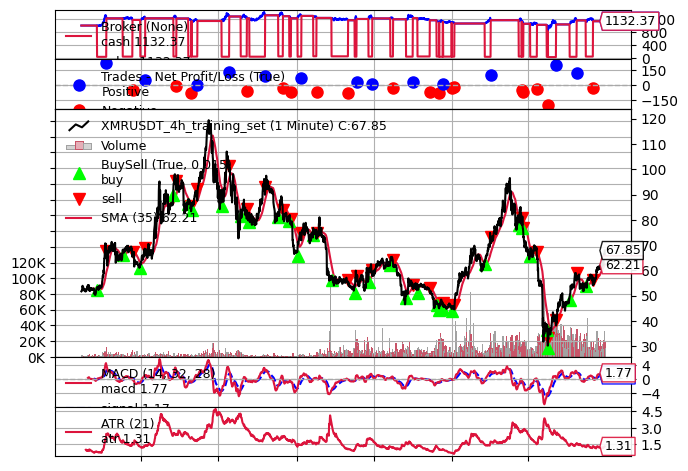 Broker (None)
cash 1132.37
1132.37
800
400
0
Trades - Net Profit/Loss (True)
Positive
Negative
150
0
−150
XMRUSDT_4h_training_set (1 Minute) C:67.85
Volume
BuySell (True, 0.015)
buy
sell
SMA (35) 62.21
120
110
100
90
80
70
67.85
62.21
60
50
40
30
120K
100K
80K
60K
40K
20K
0K
MACD (14, 32, 28)
macd 1.77
signal 1.17
4
1.77
0
−4
ATR (21)
atr 1.31
4.5
3.0
1.5
1.31